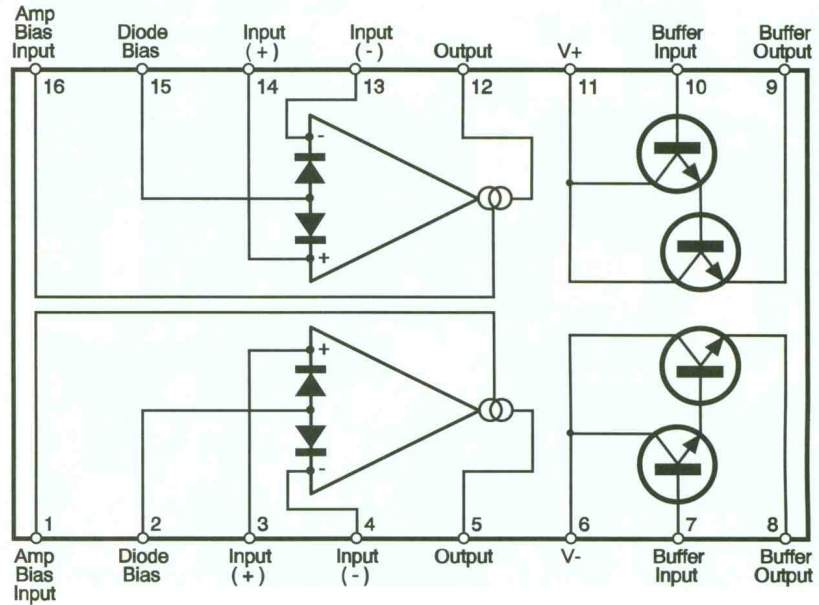 Amp
Bias
Input
Diode
Bias
Input
( + )
Input
( - )
Output
V+
Buffer
Input
Buffer
Output
16
15
14
13
12
11
10
9
-
+
+
-
1
2
3
4
5
6
7
8
Amp
Bias
Input
Diode
Bias
Input
( + )
Input
( - )
Output
V-
Buffer
Input
Buffer
Output